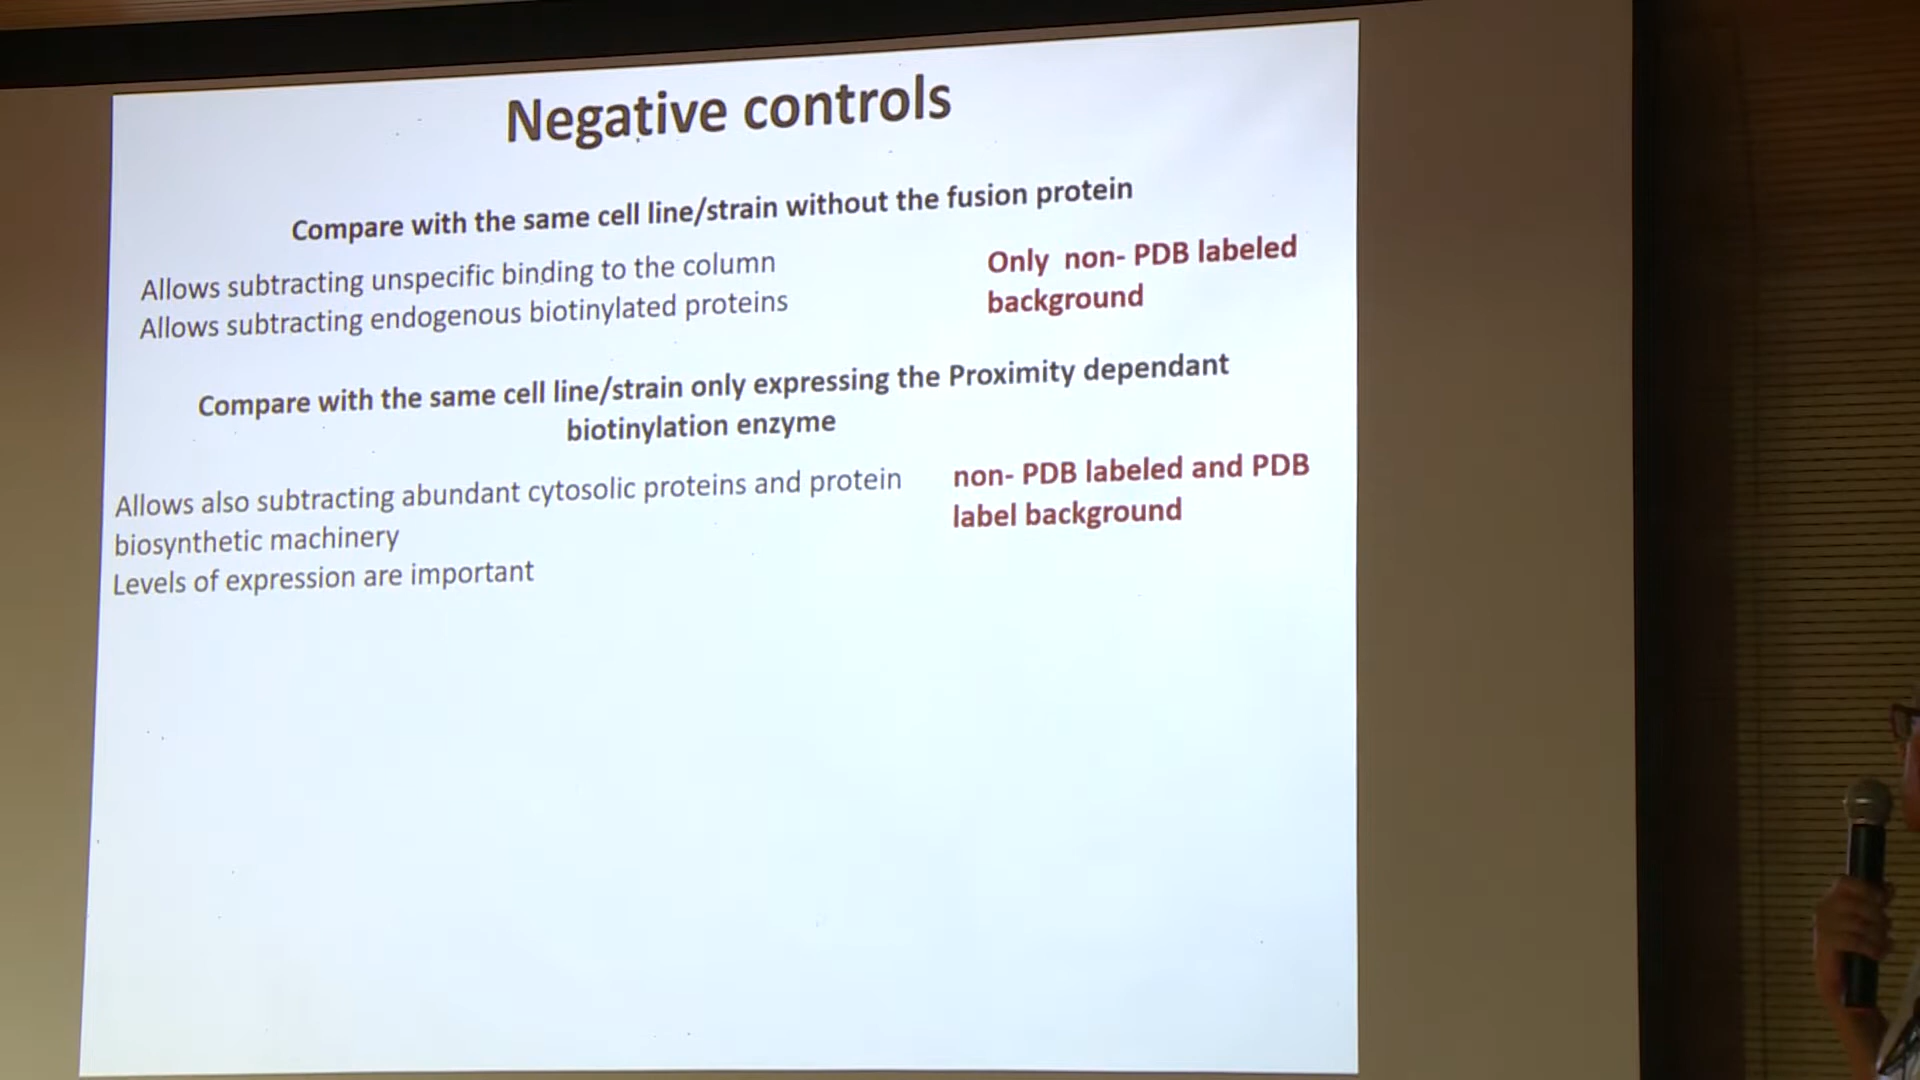 Negative controls
Compare with the same cell line/strain without the fusion protein
Allows subtracting unspecific binding to the column
Allows subtracting endogenous biotinylated proteins
Only non- PDB labeled
background
Compare with the same cell line/strain only expressing the Proximity dependant
biotinylation enzyme
Allows also subtracting abundant cytosolic proteins and protein
biosynthetic machinery
Levels of expression are important
non- PDB labeled and PDB
label background